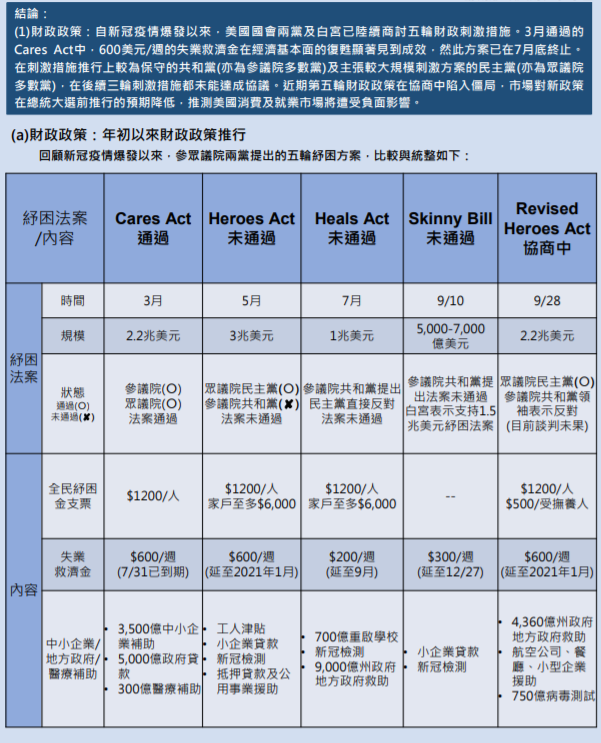 結論：
(1)財政政策：自新冠疫情爆發以來，美國國會兩黨及白宮已陸續商討五輪財政刺激措施。3月通過的
Cares Act中，600美元/週的失業救濟金在經濟基本面的復甦顯著見到成效，然此方案已在7月底終止。
在刺激措施推行上較為保守的共和黨(亦為參議院多數黨)及主張較大規模刺激方案的民主黨(亦為眾議院
多數黨)，在後續三輪刺激措施都未能達成協議。近期第五輪財政政策在協商中陷入僵局，市場對新政策
在總統大選前推行的預期降低，推測美國消費及就業市場將遭受負面影響。
(a)財政政策：年初以來財政政策推行
回顧新冠疫情爆發以來，參眾議院兩黨提出的五輪紓困方案，比較與統整如下：
紓困法案
/內容
Cares Act
通過
Heroes Act
未通過
Heals Act
未通過
Skinny Bill
未通過
Revised
Heroes Act
協商中
紓困
法案
時間
3月
5月
7月
9/10
9/28
規模
2.2兆美元
3兆美元
1兆美元
5,000-7,000
億美元
2.2兆美元
狀態
通過(O)
未通過(✘)
參議院(O)
眾議院(O)
法案通過
眾議院民主黨(O)
參議院共和黨(✘)
法案未通過
參議院共和黨提出
民主黨直接反對
法案未通過
參議院共和黨提
出法案未通過
白宮表示支持1.5
兆美元紓困法案
眾議院民主黨(O)
參議院共和黨領
袖表示反對
(目前談判未果)
內容
全民紓困
金支票
$1200/人
$1200/人
家戶至多$6,000
$1200/人
家戶至多$6,000
--
$1200/人
$500/受撫養人
失業
救濟金
$600/週
(7/31已到期)
$600/週
(延至2021年1月)
$200/週
(延至9月)
$300/週
(延至12/27)
$600/週
(延至2021年1月)
中小企業/
地方政府/
醫療補助
• 3,500億中小企
業補助
• 5,000億政府貸
款
• 300億醫療補助
• 工人津貼
• 小企業貸款
• 新冠檢測
• 抵押貸款及公
用事業援助
• 700億重啟學校
• 新冠檢測
• 9,000億州政府
地方政府救助
• 小企業貸款
• 新冠檢測
• 4,360億州政府
地方政府救助
• 航空公司、餐
廳、小型企業
援助
• 750億病毒測試